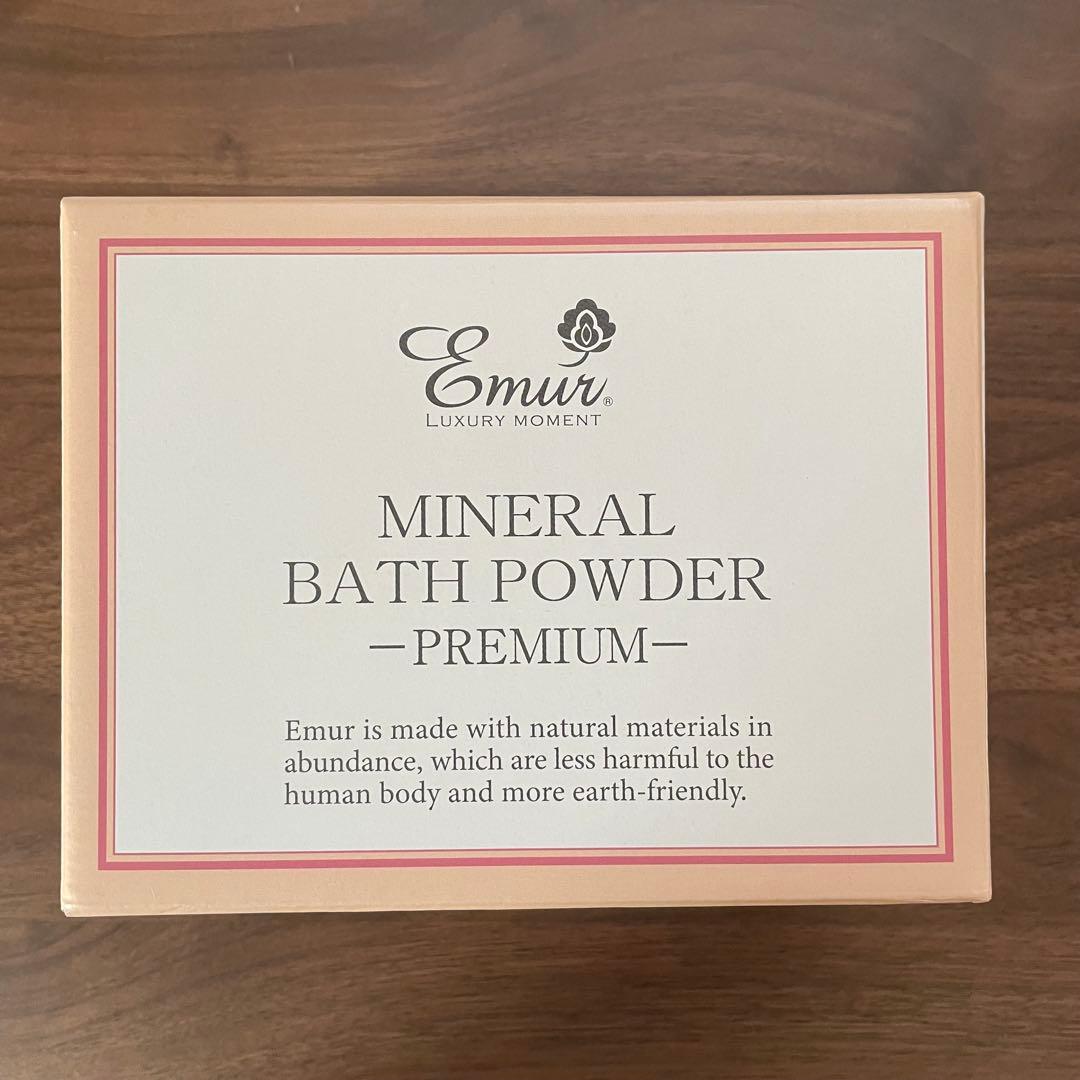 Emur®
LUXURY MOMENT
MINERAL
BATH POWDER
-PREMIUM-
Emur is made with natural materials in
abundance, which are less harmful to the
human body and more earth-friendly.